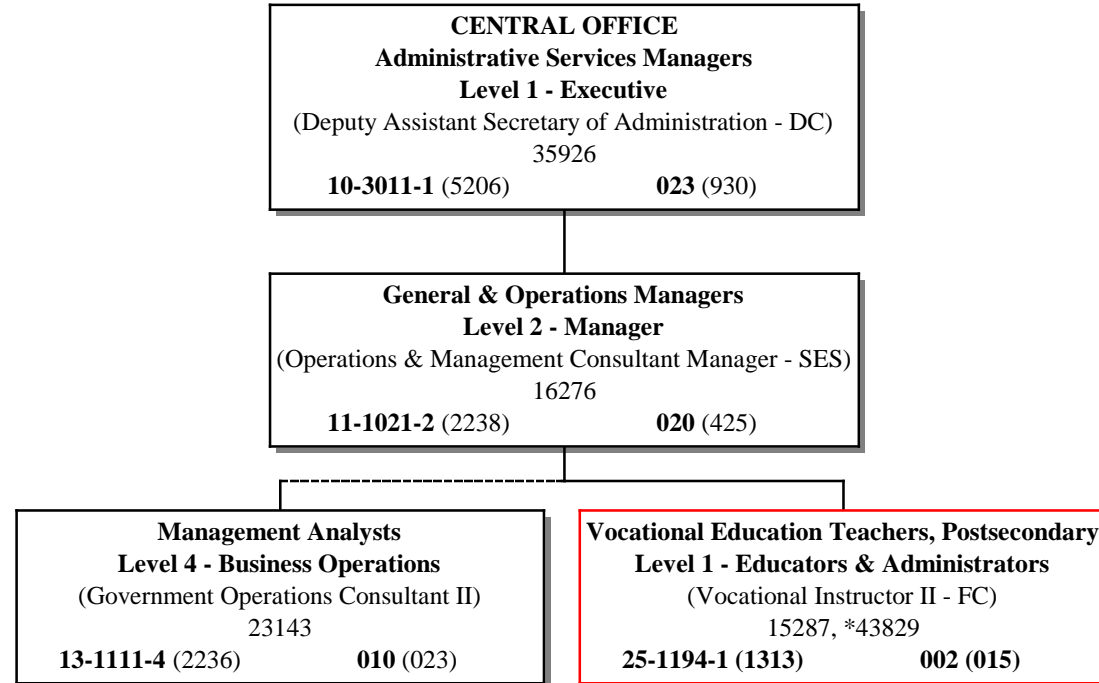 CENTRAL OFFICE
Administrative Services Managers
Level 1 - Executive
(Deputy Assistant Secretary of Administration - DC)
35926
10-3011-1 (5206) 023 (930)
General & Operations Managers
Level 2 - Manager
(Operations & Management Consultant Manager - SES)
16276
11-1021-2 (2238) 020 (425)
Management Analysts
Level 4 - Business Operations
(Government Operations Consultant II)
23143
13-1111-4 (2236) 010 (023)
Vocational Education Teachers, Postsecondary
Level 1 - Educators & Administrators
(Vocational Instructor II - FC)
15287, *43829
25-1194-1 (1313) 002 (015)